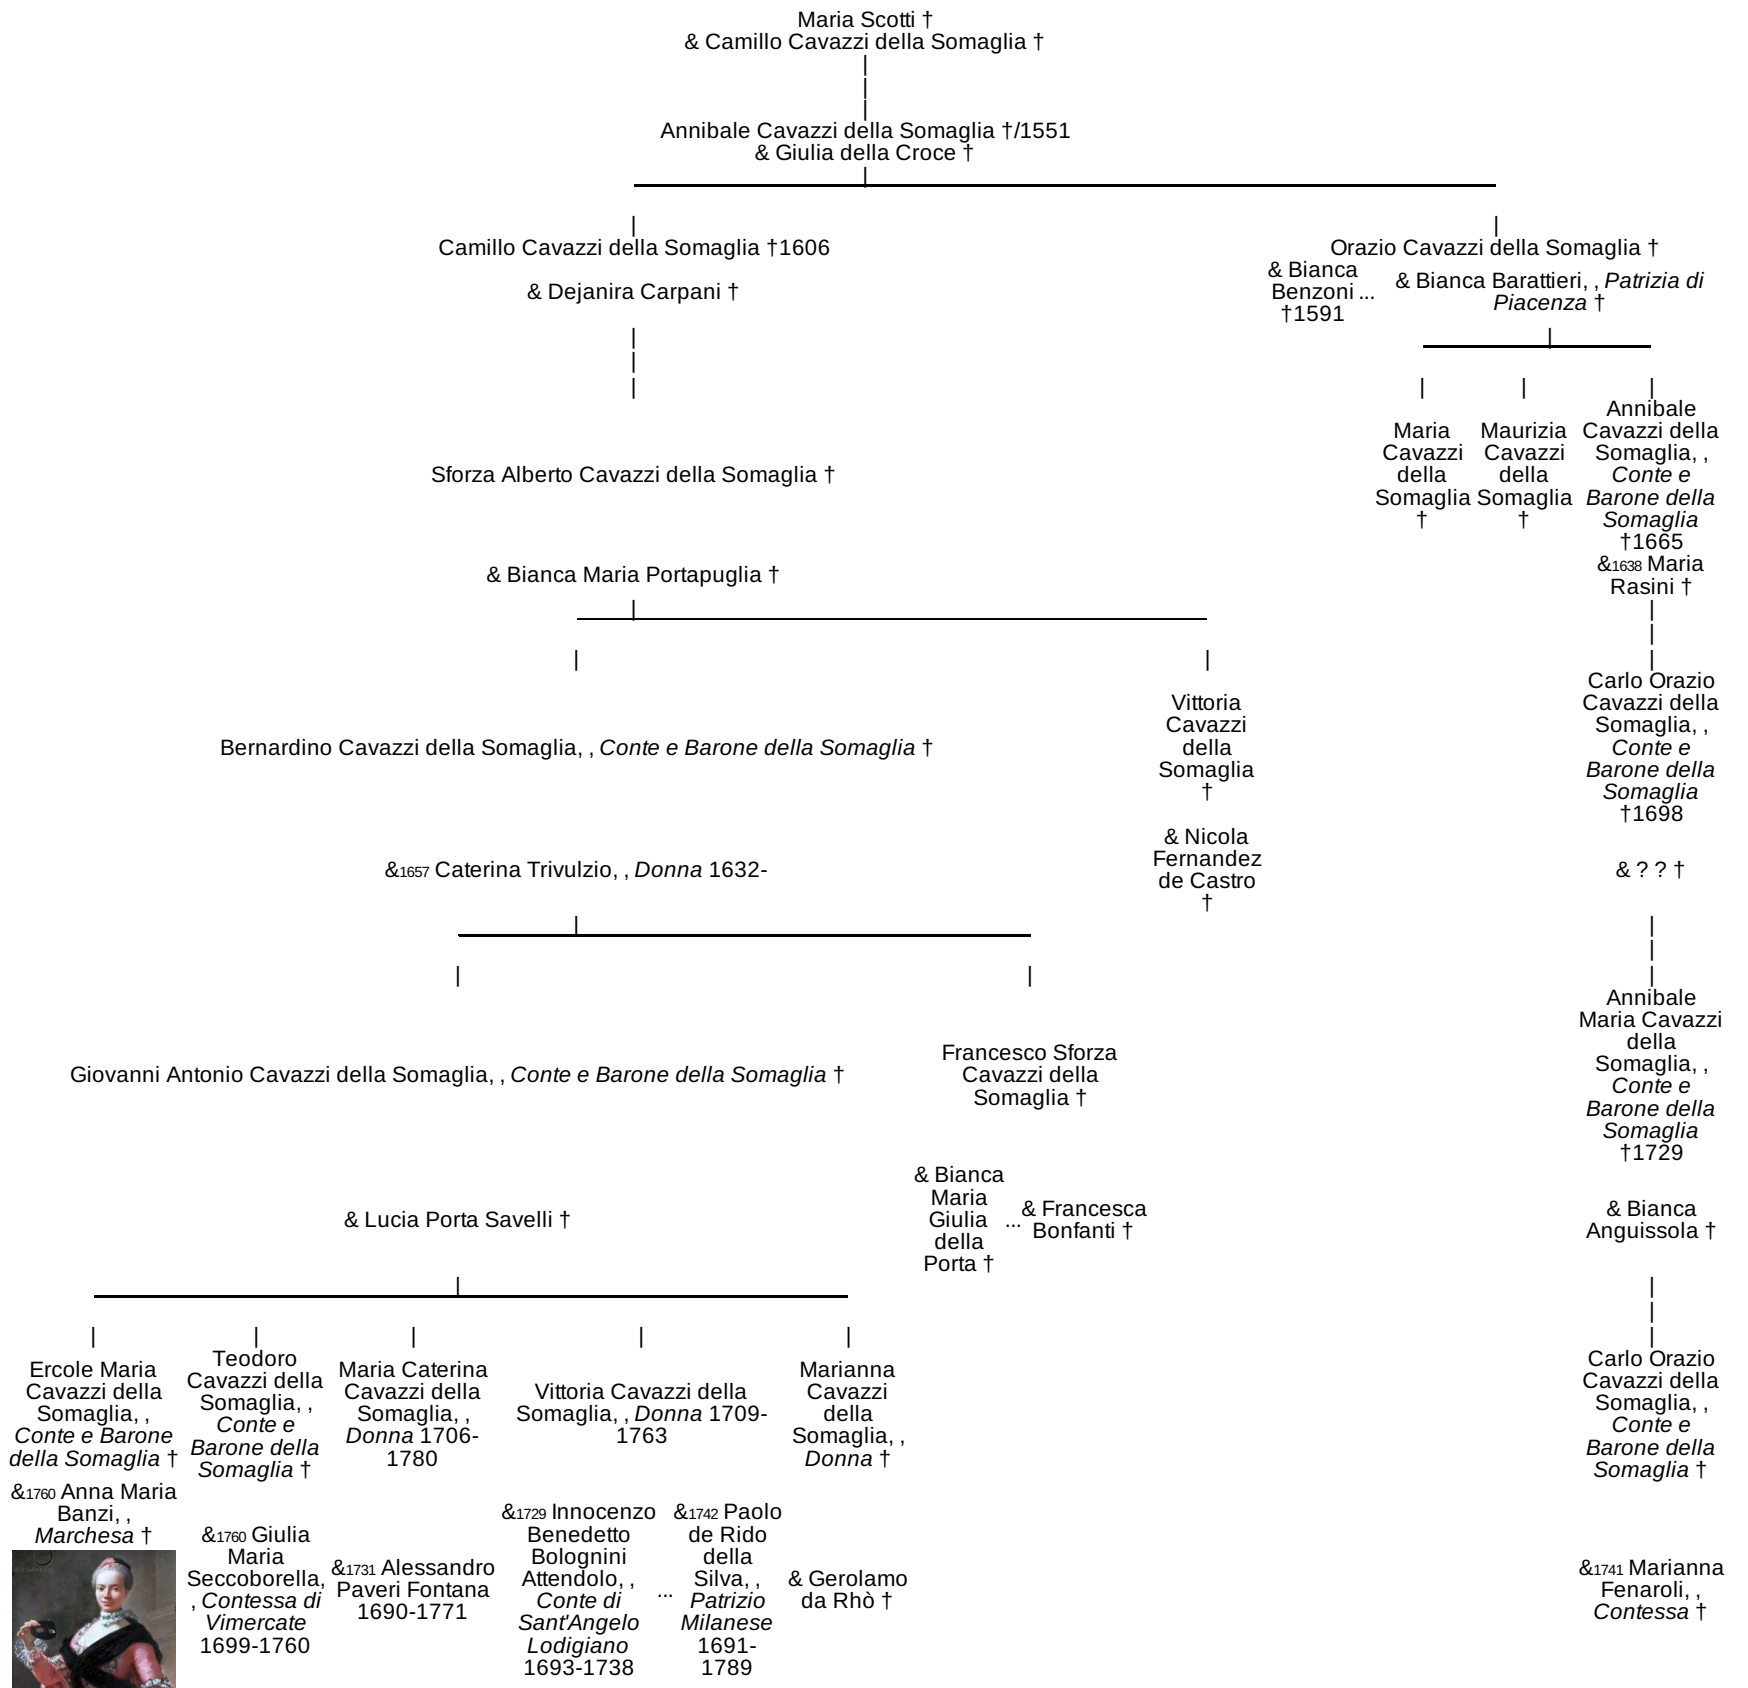 Maria Scotti †
& Camillo Cavazzi della Somaglia †
Annibale Cavazzi della Somaglia †/1551
& Giulia della Croce †
Camillo Cavazzi della Somaglia †1606
& Dejanira Carpani †
Orazio Cavazzi della Somaglia †
& Bianca
Benzoni
†1591
...
& Bianca Barattieri, , Patrizia di
Piacenza †
Sforza Alberto Cavazzi della Somaglia †
& Bianca Maria Portapuglia †
Maria
Cavazzi
della
Somaglia
†
Maurizia
Cavazzi
della
Somaglia
†
Annibale
Cavazzi della
Somaglia, ,
Conte e
Barone della
Somaglia
†1665
&1638 Maria
Rasini †
Bernardino Cavazzi della Somaglia, , Conte e Barone della Somaglia †
&1657 Caterina Trivulzio, , Donna 1632-
Vittoria
Cavazzi
della
Somaglia
†
& Nicola
Fernandez
de Castro
†
Carlo Orazio
Cavazzi della
Somaglia, ,
Conte e
Barone della
Somaglia
†1698
& ? ? †
Giovanni Antonio Cavazzi della Somaglia, , Conte e Barone della Somaglia †
& Lucia Porta Savelli †
Francesco Sforza
Cavazzi della
Somaglia †
& Bianca
Maria
Giulia
della
Porta †
...
& Francesca
Bonfanti †
Annibale
Maria Cavazzi
della
Somaglia, ,
Conte e
Barone della
Somaglia
†1729
& Bianca
Anguissola †
Ercole Maria
Cavazzi della
Somaglia, ,
Conte e Barone
della Somaglia †
&1760 Anna Maria
Banzi, ,
Marchesa †
Teodoro
Cavazzi della
Somaglia, ,
Conte e
Barone della
Somaglia †
&1760 Giulia
Maria
Seccoborella,
, Contessa di
Vimercate
1699-1760
Maria Caterina
Cavazzi della
Somaglia, ,
Donna 1706-
1780
&1731 Alessandro
Paveri Fontana
1690-1771
Vittoria Cavazzi della
Somaglia, , Donna 1709-
1763
&1729 Innocenzo
Benedetto
Bolognini
Attendolo, ,
Conte di
Sant'Angelo
Lodigiano
1693-1738
...
&1742 Paolo
de Rido
della
Silva, ,
Patrizio
Milanese
1691-
1789
Marianna
Cavazzi
della
Somaglia, ,
Donna †
& Gerolamo
da Rhò †
Carlo Orazio
Cavazzi della
Somaglia, ,
Conte e
Barone della
Somaglia †
&1741 Marianna
Fenaroli, ,
Contessa †